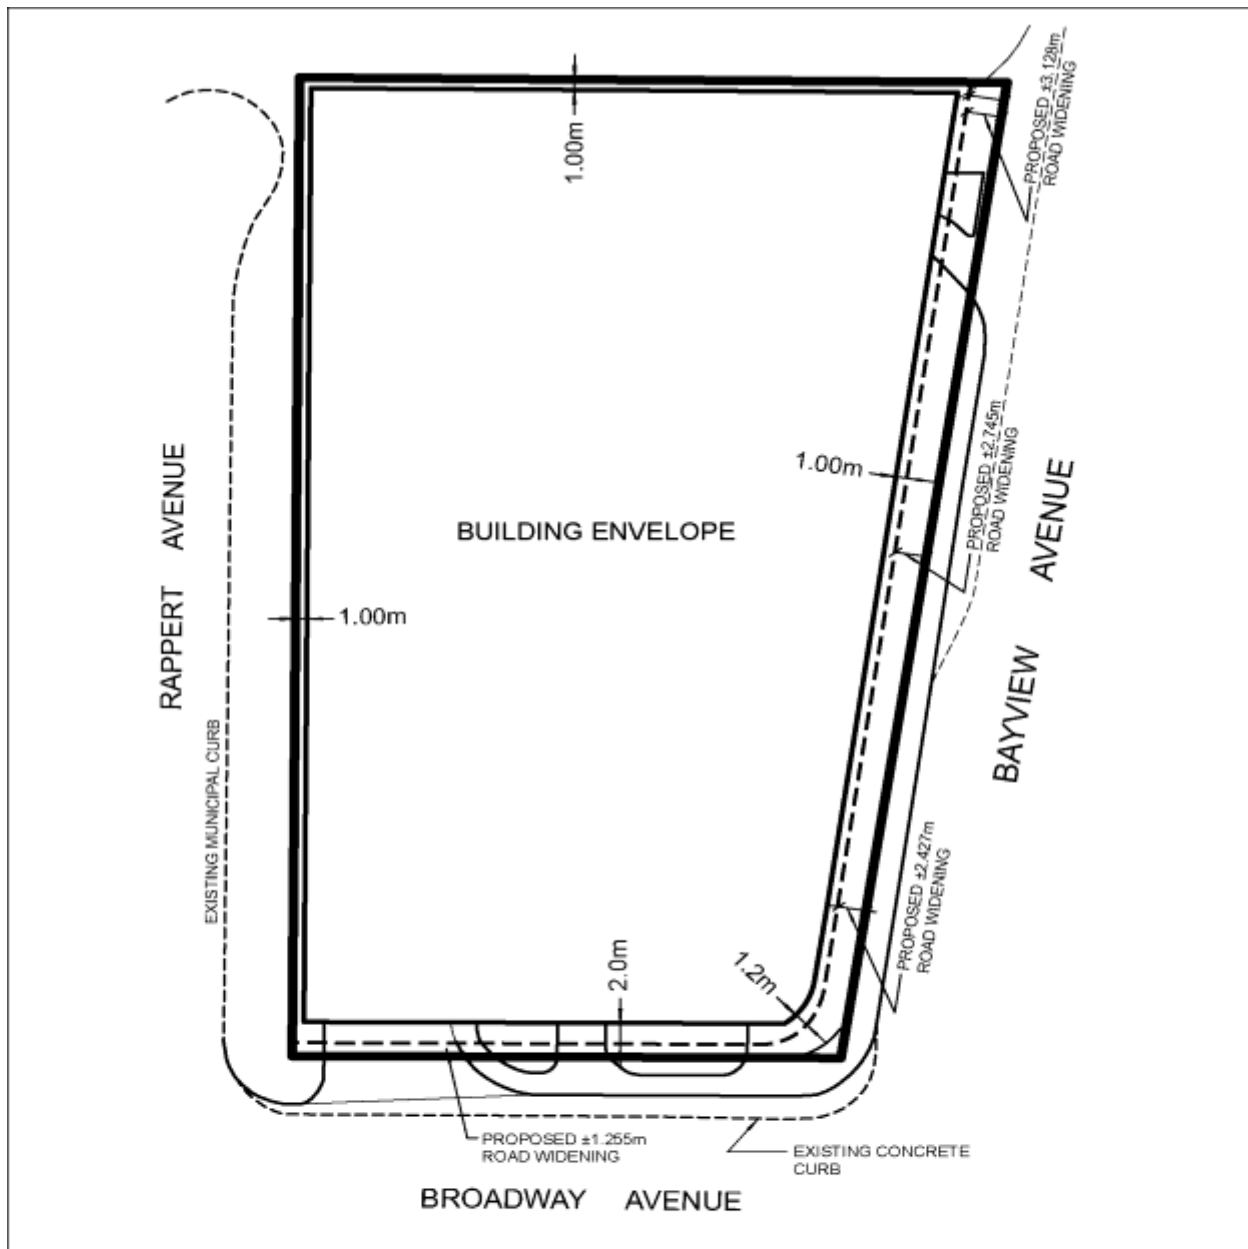 PROPOSED ±3.128m
ROAD WIDENING
1.00m
RAPPERT AVENUE
1.00m
PROPOSED ±2.745m
ROAD WIDENING
BUILDING ENVELOPE
BAYVIEW AVENUE
1.00m
EXISTING MUNICIPAL CURB
PROPOSED ±2.427m
ROAD WIDENING
2.0m
1.2m
PROPOSED ±1.255m
ROAD WIDENING
EXISTING CONCRETE
CURB
BROADWAY AVENUE